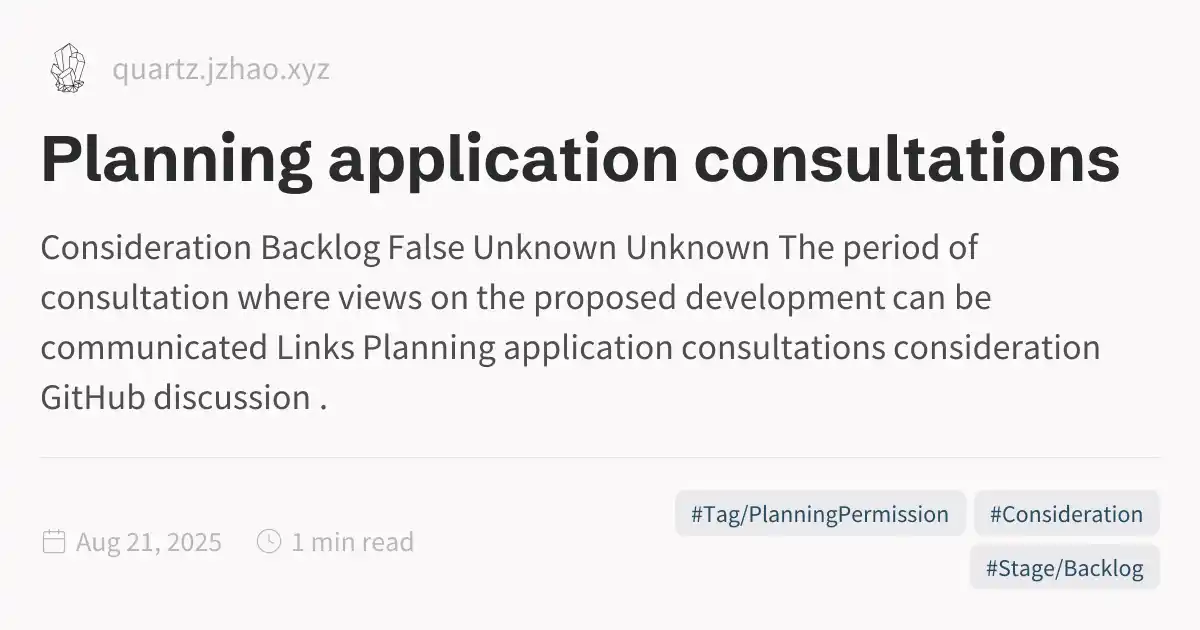 quartz.jzhao.xyz
Planning application consultations
Consideration Backlog False Unknown Unknown The period of
consultation where views on the proposed development can be
communicated Links Planning application consultations consideration
GitHub discussion .
Aug 21, 2025
1 min read
#Tag/PlanningPermission
#Consideration
#Stage/Backlog